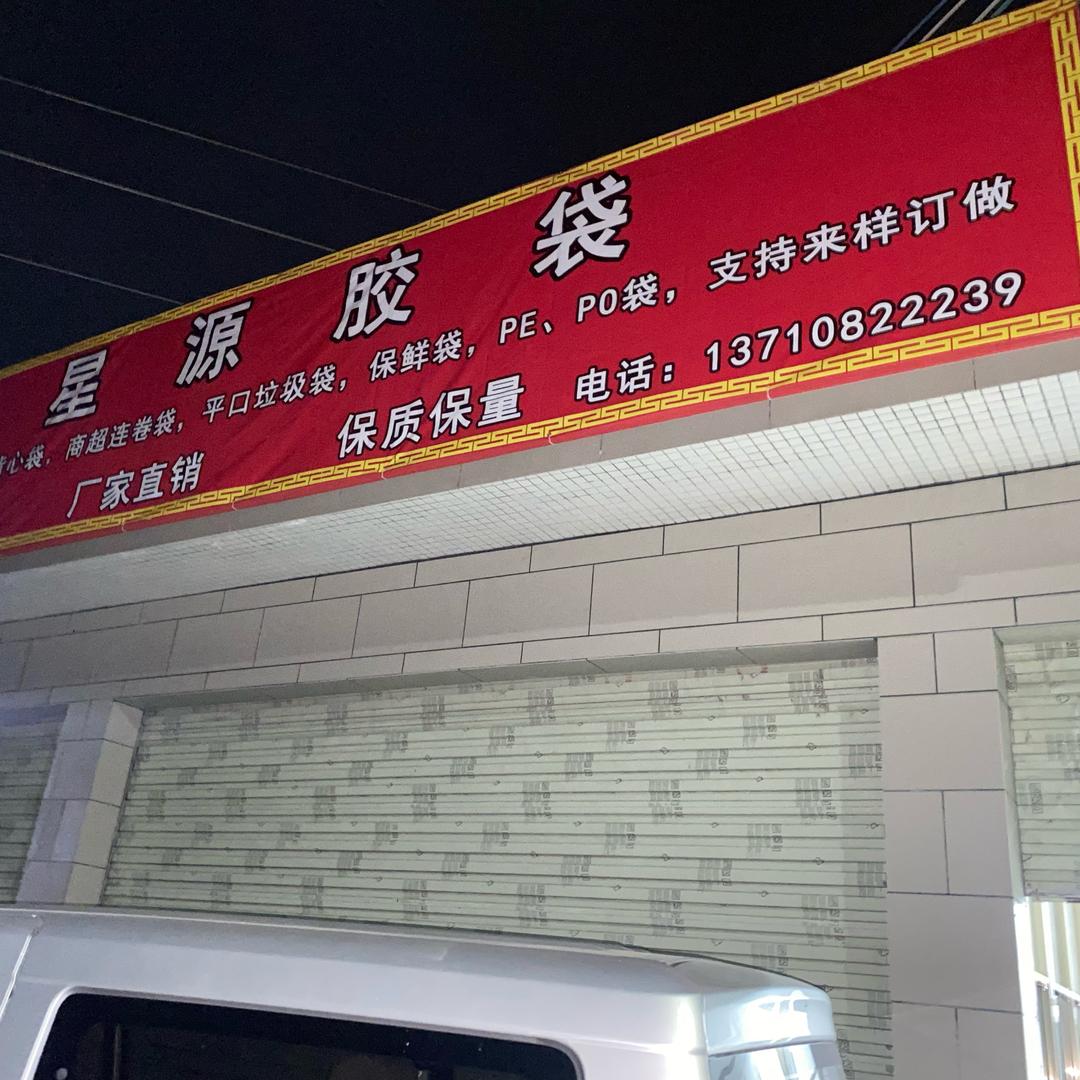 星源胶袋
背心袋，商超连卷袋，平口垃圾袋，保鲜袋，PE、PO袋，支持来样订做
厂家直销 保质保量 电话：13710822239